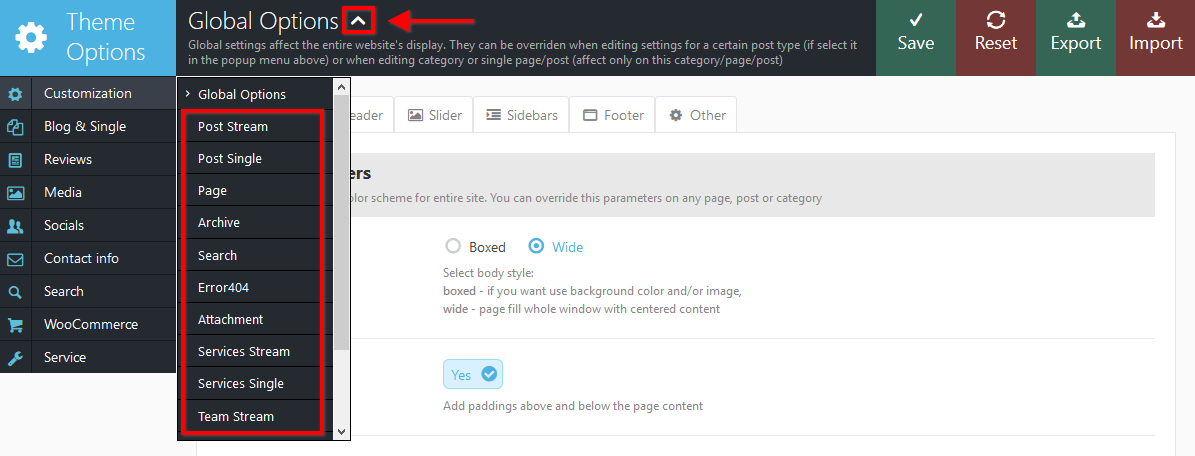 Theme
Options
Global Options
Global settings affect the entire website's display. They can be overriden when editing settings for a certain post type (if select it
in the popup menu above) or when editing category or single page/post (affect only on this category/page/post)
Save
Reset
Export
Import
Customization
Blog & Single
Reviews
Media
Socials
Contact info
Search
WooCommerce
Service
Global Options
Post Stream
Post Single
Page
Archive
Search
Error404
Attachment
Services Stream
Services Single
Team Stream
eader
Slider
Sidebars
Footer
Other
ers
olor scheme for entire site. You can override this parameters on any page, post or category
Boxed
Wide
Select body style:
boxed - if you want use background color and/or image,
wide - page fill whole window with centered content
Yes
Add paddings above and below the page content